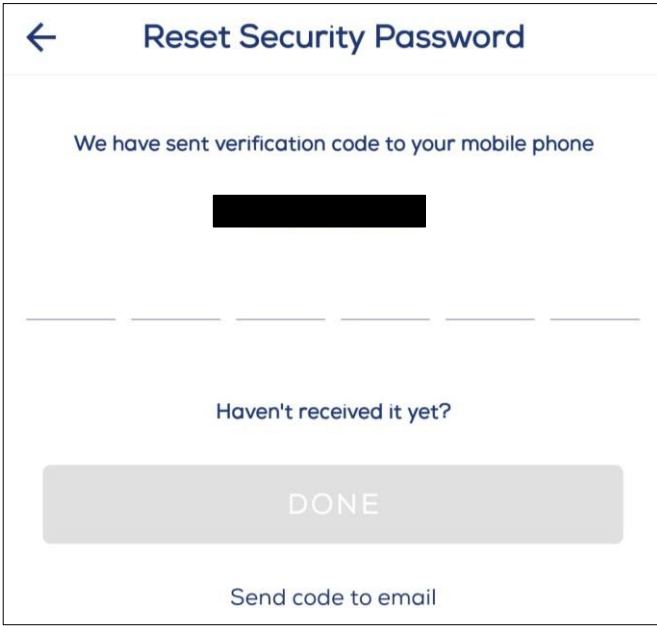 Reset Security Password
We have sent verification code to your mobile phone
Haven't received it yet?
DONE
Send code to email